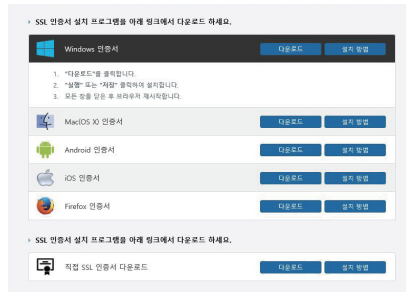 SSL 인증서 설치 프로그램을 아래 링크에서 다운로드 하세요.
Windows 인증서 다운로드 설치 방법
1. "다운로드"를 클릭합니다.
2. "실행" 또는 "저장" 클릭하여 설치합니다.
3. 모든 창을 닫은 후 브라우저 재시작합니다.
Mac(OS X) 인증서 다운로드 설치 방법
Android 인증서 다운로드 설치 방법
iOS 인증서 다운로드 설치 방법
Firefox 인증서 다운로드 설치 방법
SSL 인증서 설치 프로그램을 아래 링크에서 다운로드 하세요.
직접 SSL 인증서 다운로드 다운로드 설치 방법